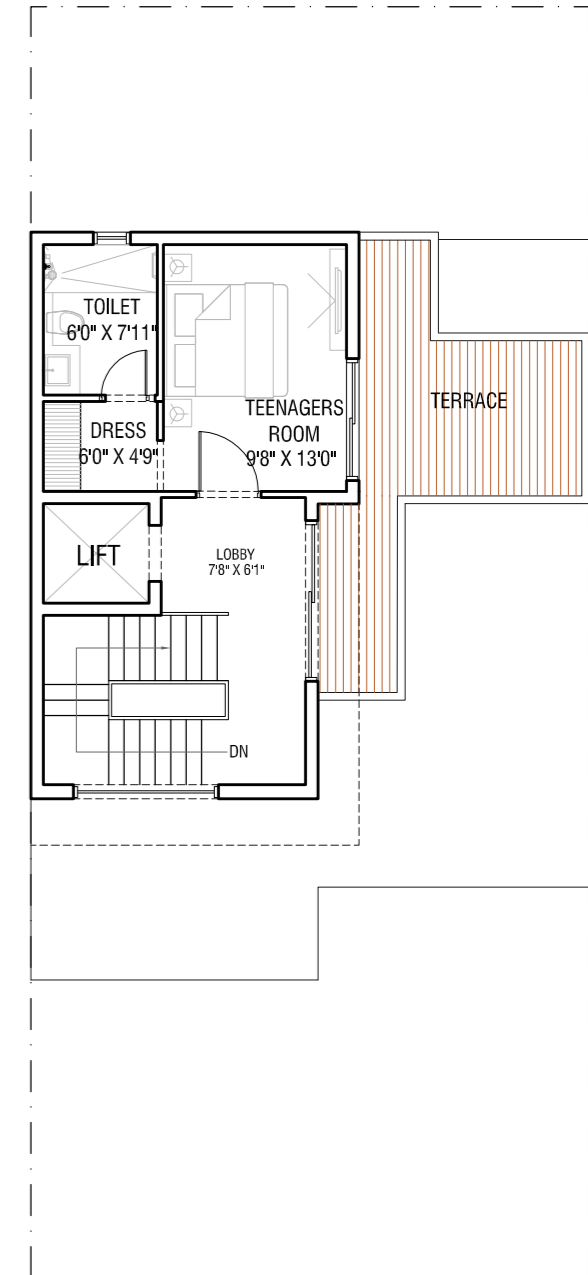 TOILET
6'0" X 7'11"
TEENAGERS
ROOM
9'8" X 13'0"
TERRACE
DRESS
6'0" X 4'9"
LIFT
LOBBY
7'8" X 6'1"
DN